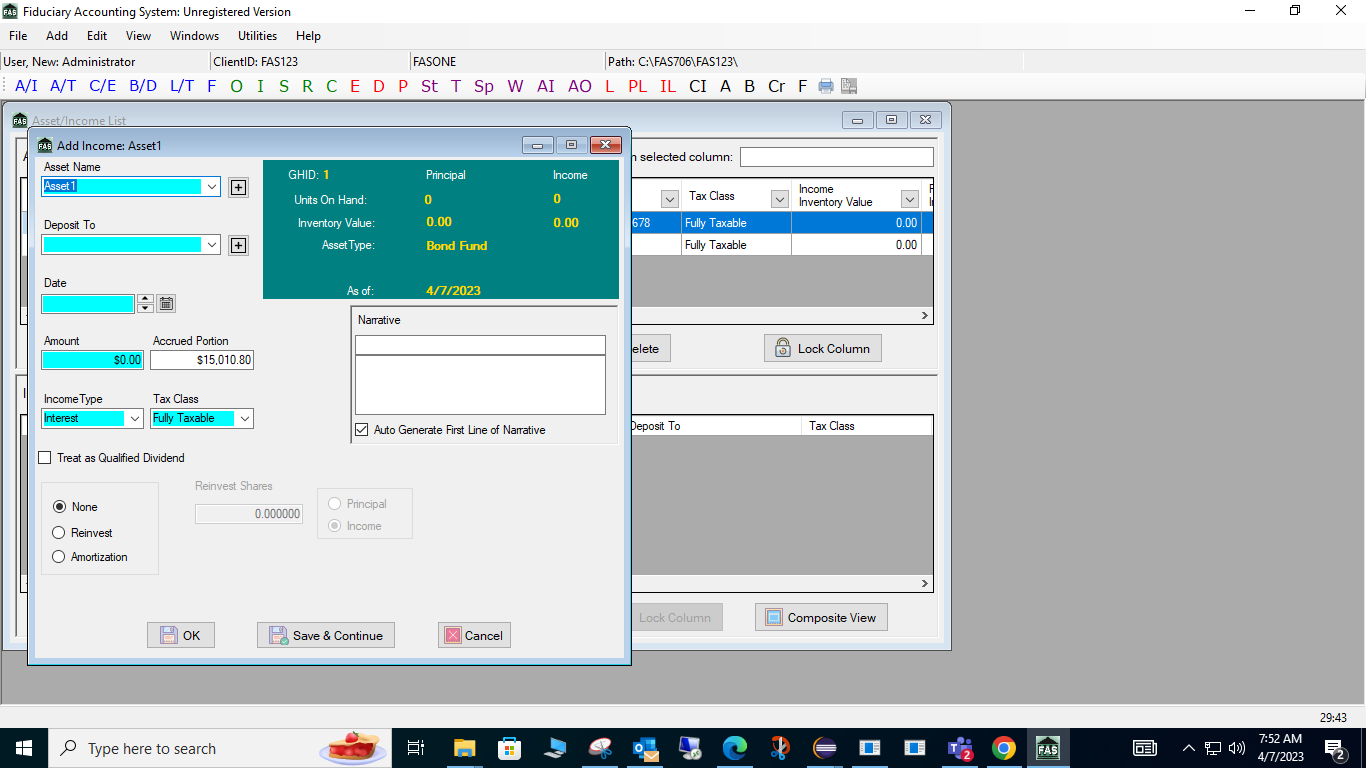 Fiduciary Accounting System: Unregistered Version
File Add Edit View Windows Utilities Help
User, New: Administrator ClientID: FAS123 FASONE Path: C:\FAS706\FAS123\
A/I A/T C/E B/D L/T F O I S R C E D P St T Sp W AI AO L PL IL CI A B Cr F
Asset/Income List
Add Income: Asset1
n selected column:
Asset Name
Asset1
Deposit To
Date
Amount Accrued Portion
$0.00 $15,010.80
IncomeType Tax Class
Interest Fully Taxable
Treat as Qualified Dividend
None
Reinvest
Amortization
Reinvest Shares
0.000000
Principal
Income
GHID: 1 Principal Income
Units On Hand: 0 0
Inventory Value: 0.00 0.00
AssetType: Bond Fund
As of: 4/7/2023
Narrative
Auto Generate First Line of Narrative
OK Save & Continue Cancel
Tax Class Income
Inventory Value
678 Fully Taxable 0.00
Fully Taxable 0.00
elete Lock Column
Deposit To Tax Class
Lock Column Composite View
29:43
Type here to search
7:52 AM
4/7/2023
2
2
FAS